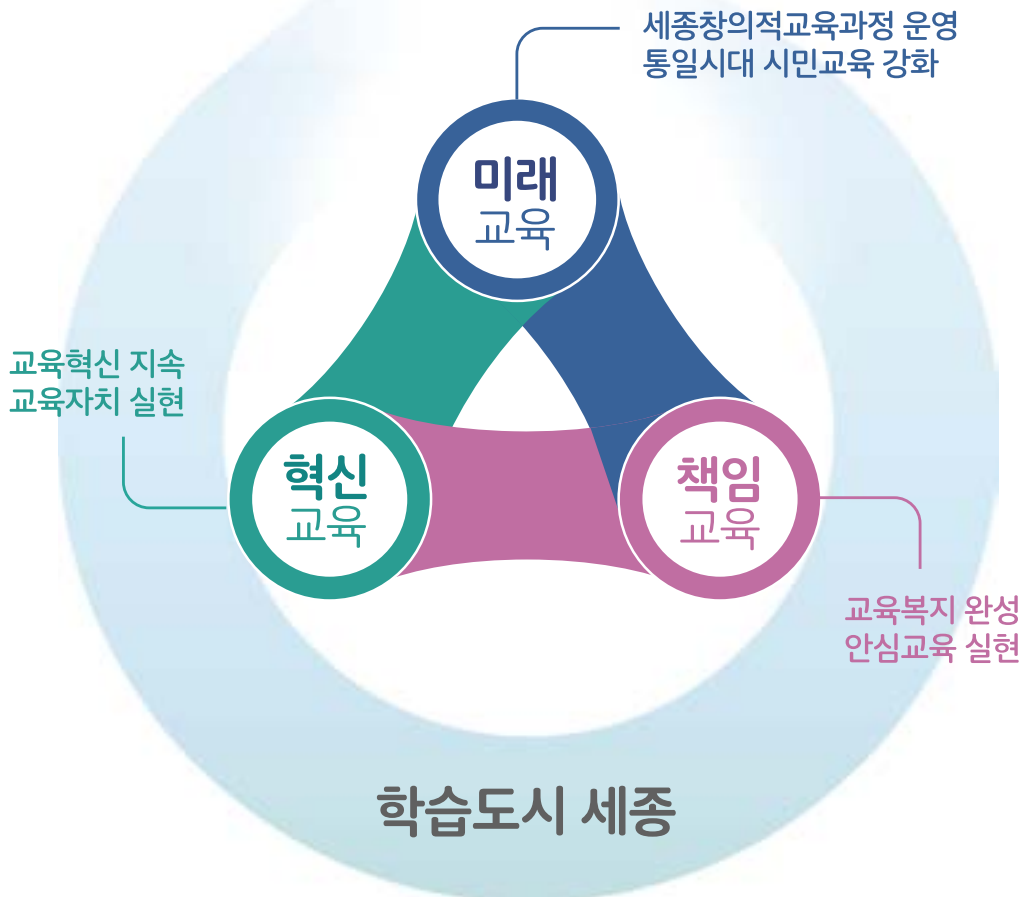 세종창의적교육과정 운영
통일시대 시민교육 강화
미래
교육
교육혁신 지속
교육자치 실현
혁신
교육
책임
교육
교육복지 완성
안심교육 실현
학습도시 세종